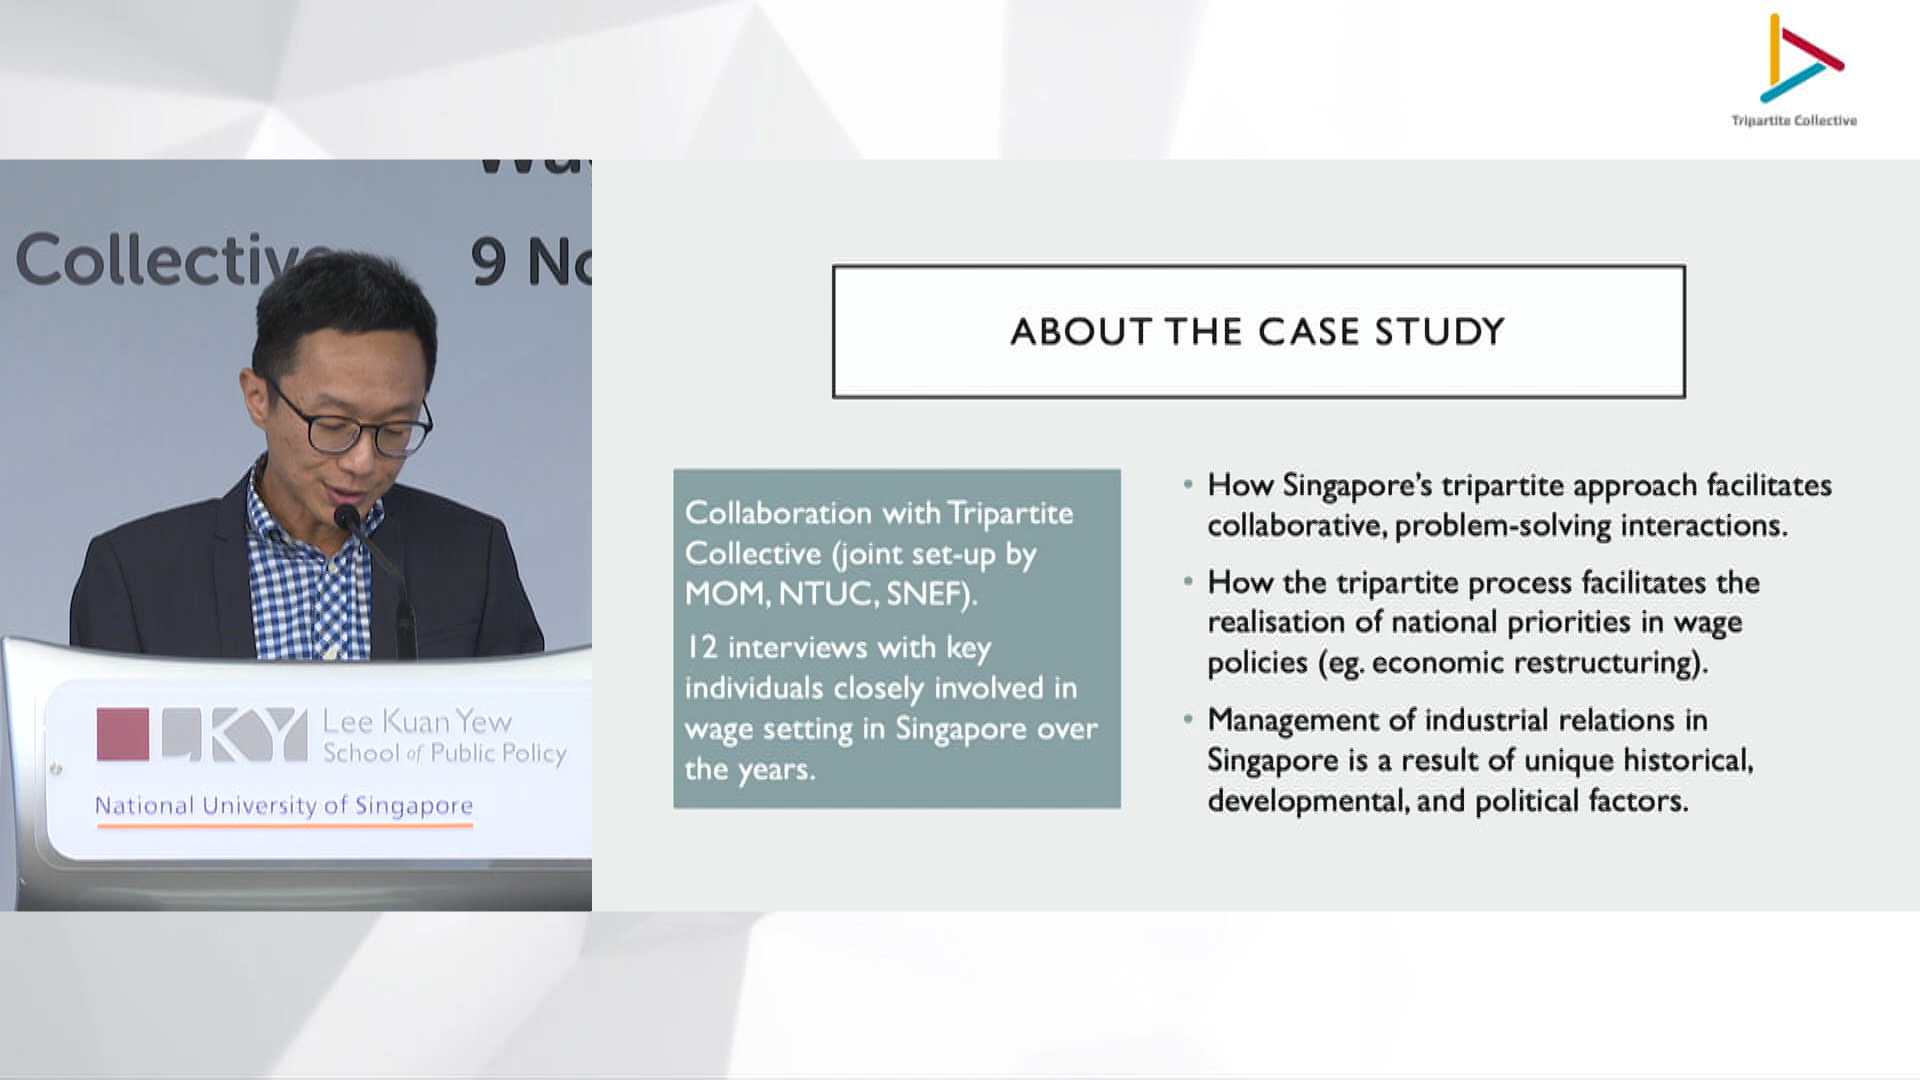 Tripartite Collective
Collective
9 No
Lee Kuan Yew
School of Public Policy
National University of Singapore
ABOUT THE CASE STUDY
Collaboration with Tripartite
Collective (joint set-up by
MOM, NTUC, SNEF).
12 interviews with key
individuals closely involved in
wage setting in Singapore over
the years.
• How Singapore's tripartite approach facilitates
collaborative, problem-solving interactions.
• How the tripartite process facilitates the
realisation of national priorities in wage
policies (eg. economic restructuring).
• Management of industrial relations in
Singapore is a result of unique historical,
developmental, and political factors.